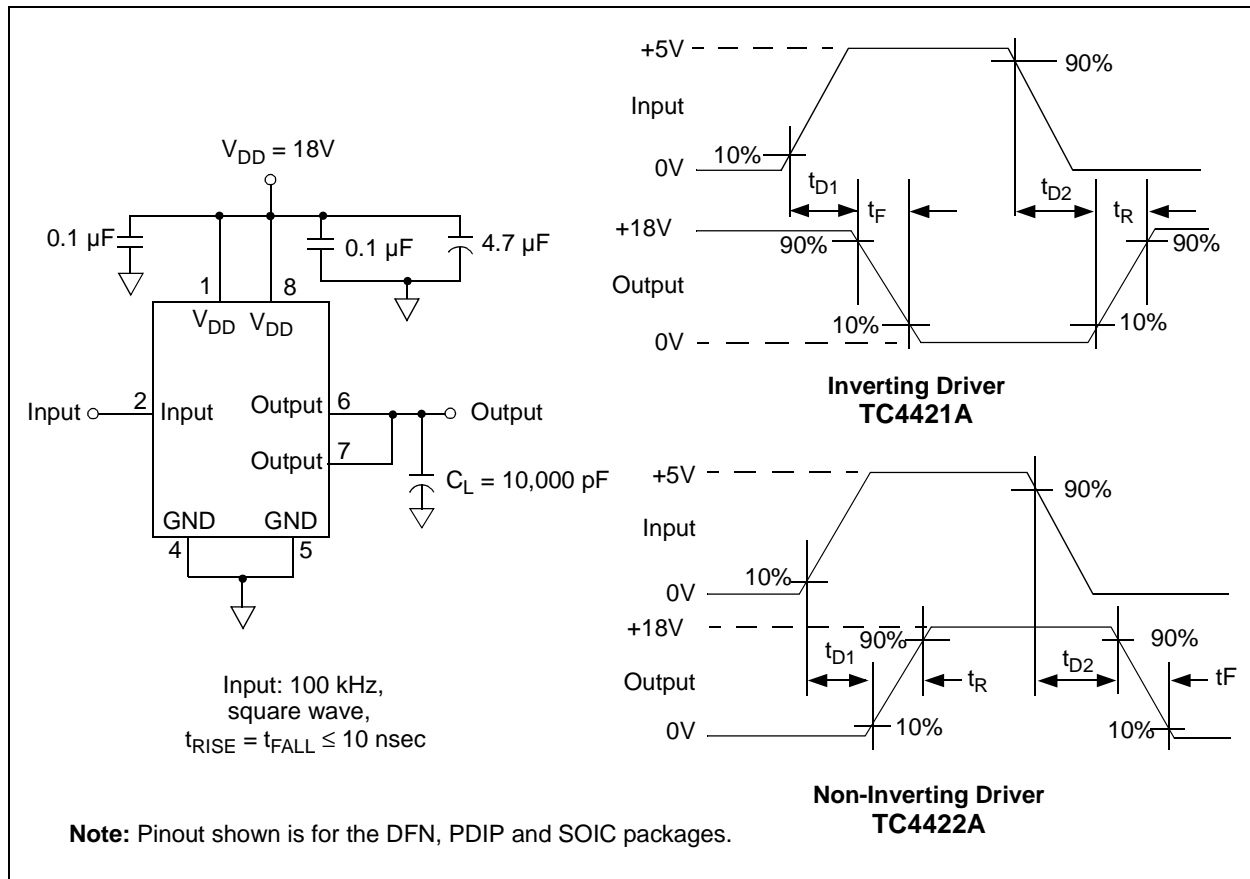 V_DD = 18V
0.1 µF
0.1 µF
4.7 µF
1
8
V_DD
V_DD
Input
2
Input
Output
6
Output
Output
7
C_L = 10,000 pF
GND
GND
4
5
Input: 100 kHz,
square wave,
t_RISE = t_FALL ≤ 10 nsec
+5V
90%
Input
10%
0V
t_D1
t_D2
t_F
t_R
+18V
90%
90%
Output
10%
10%
0V
Inverting Driver
TC4421A
+5V
90%
Input
10%
0V
+18V
90%
90%
t_D1
t_D2
Output
t_R
tF
0V
10%
10%
Non-Inverting Driver
TC4422A
Note: Pinout shown is for the DFN, PDIP and SOIC packages.